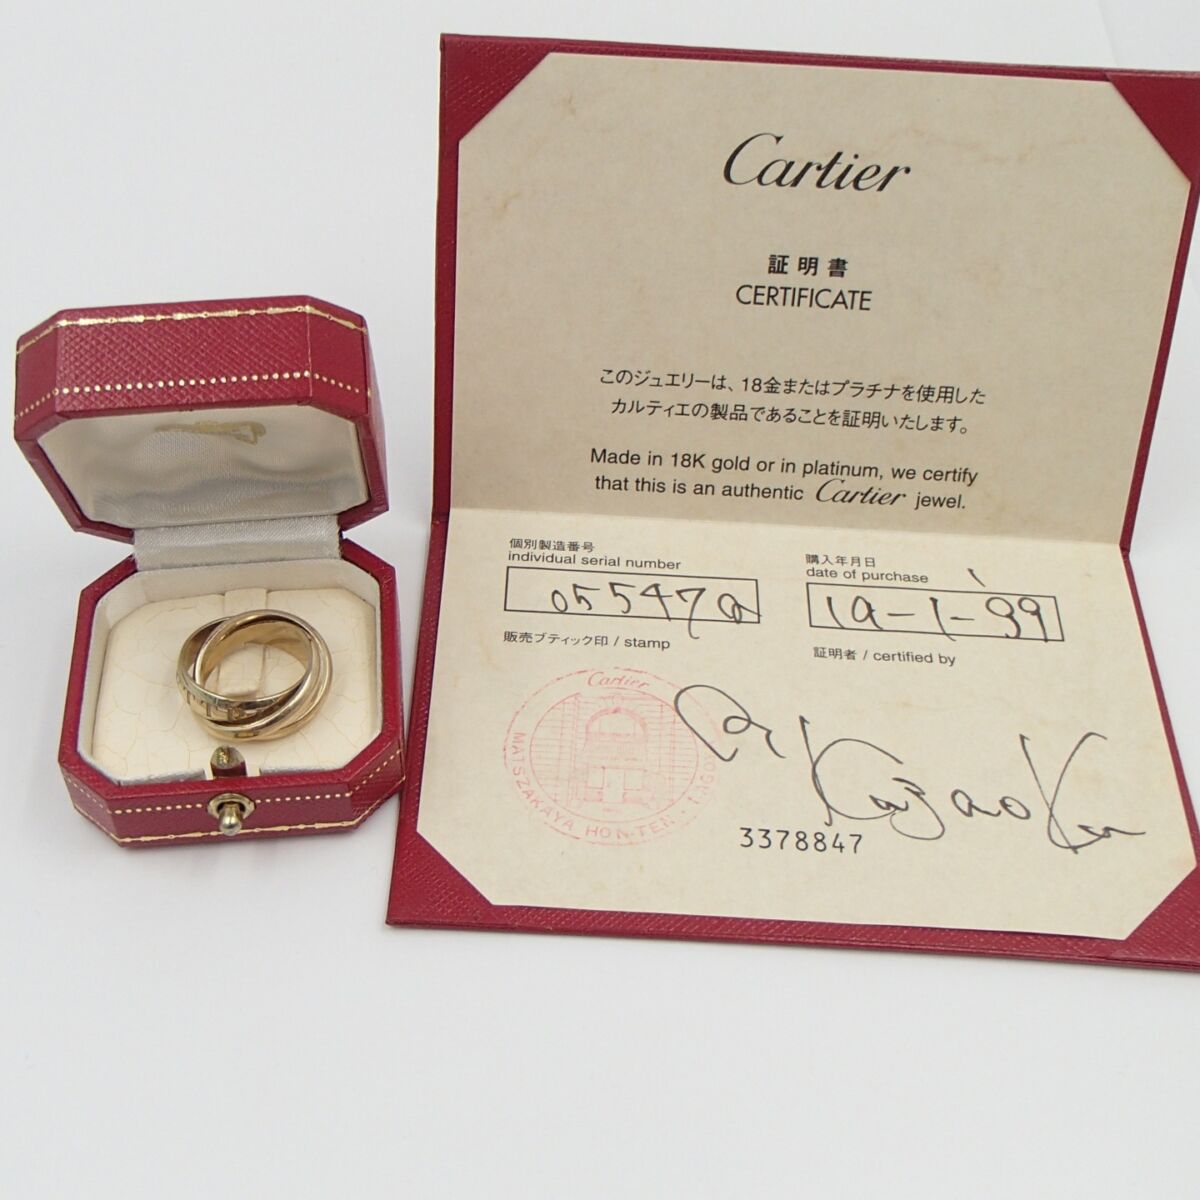 Cartier
証明書
CERTIFICATE
このジュエリーは、18金またはプラチナを使用した
カルティエの製品であることを証明いたします。
Made in 18K gold or in platinum, we certify
that this is an authentic Cartier jewel.
個別製造番号
individual serial number
購入年月日
date of purchase
販売ブティック印 / stamp
証明者 / certified by
Cartier
MATSZAKAYA HON-TEN
3378847